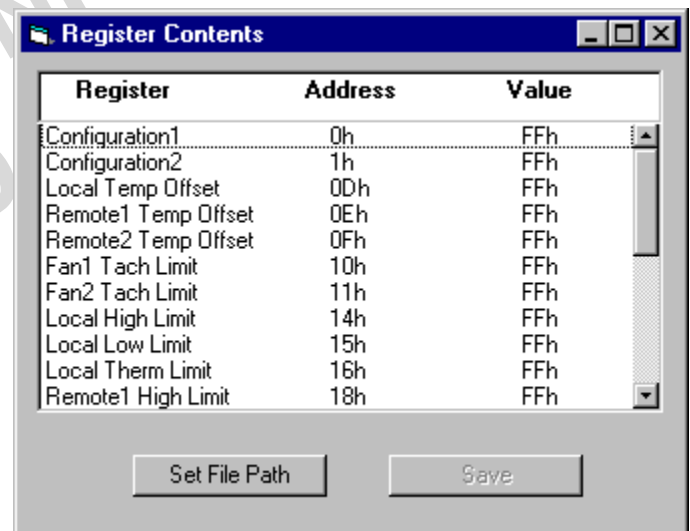 Register Contents
Register Address Value
Configuration1 0h FFh
Configuration2 1h FFh
Local Temp Offset 0Dh FFh
Remote1 Temp Offset 0Eh FFh
Remote2 Temp Offset 0Fh FFh
Fan1 Tach Limit 10h FFh
Fan2 Tach Limit 11h FFh
Local High Limit 14h FFh
Local Low Limit 15h FFh
Local Therm Limit 16h FFh
Remote1 High Limit 18h FFh
Set File Path Save